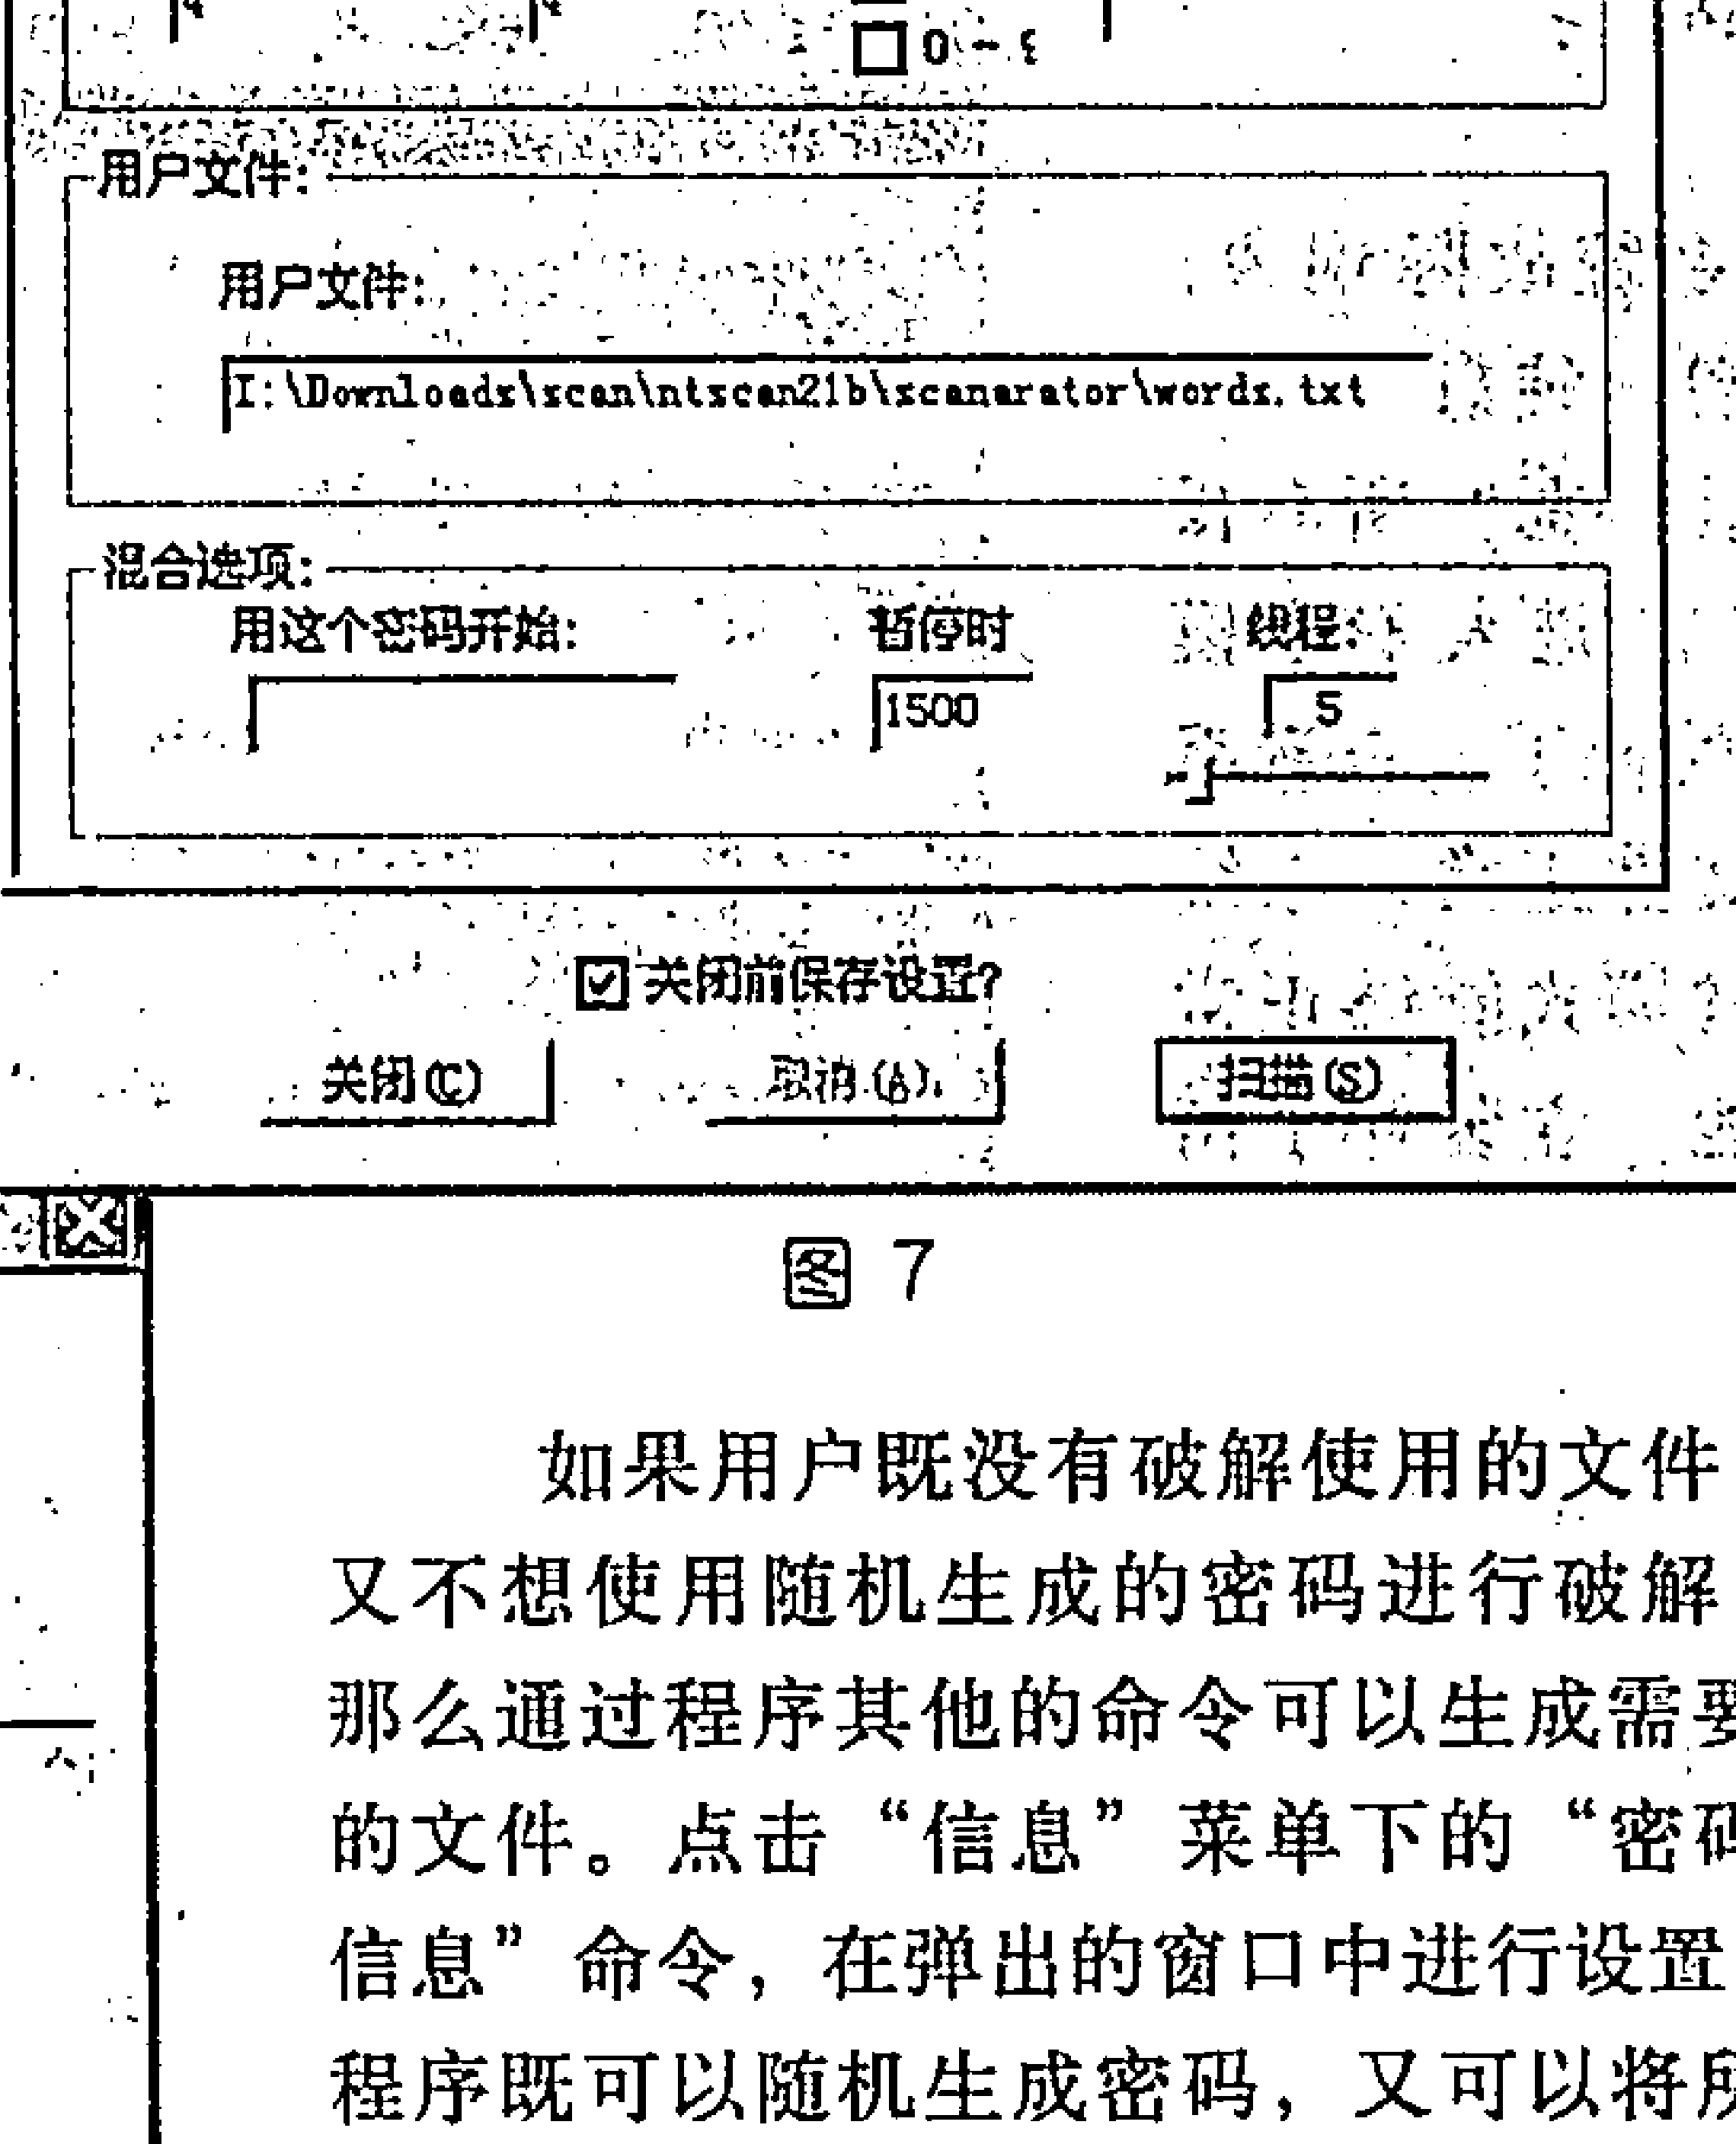 用户文件:
用户文件:
I:\Downloads\scan\ntscan21b\scanarator\words.txt
混合选项:
用这个密码开始: 暂停时 线程:
1500 5
关闭前保存设置?
关闭(C) 取消(A) 扫描(S)
图 7
如果用户既没有破解使用的文件
又不想使用随机生成的密码进行破解
那么通过程序其他的命令可以生成需要
的文件。点击“信息”菜单下的“密码
信息”命令，在弹出的窗口中进行设置
程序既可以随机生成密码，又可以将